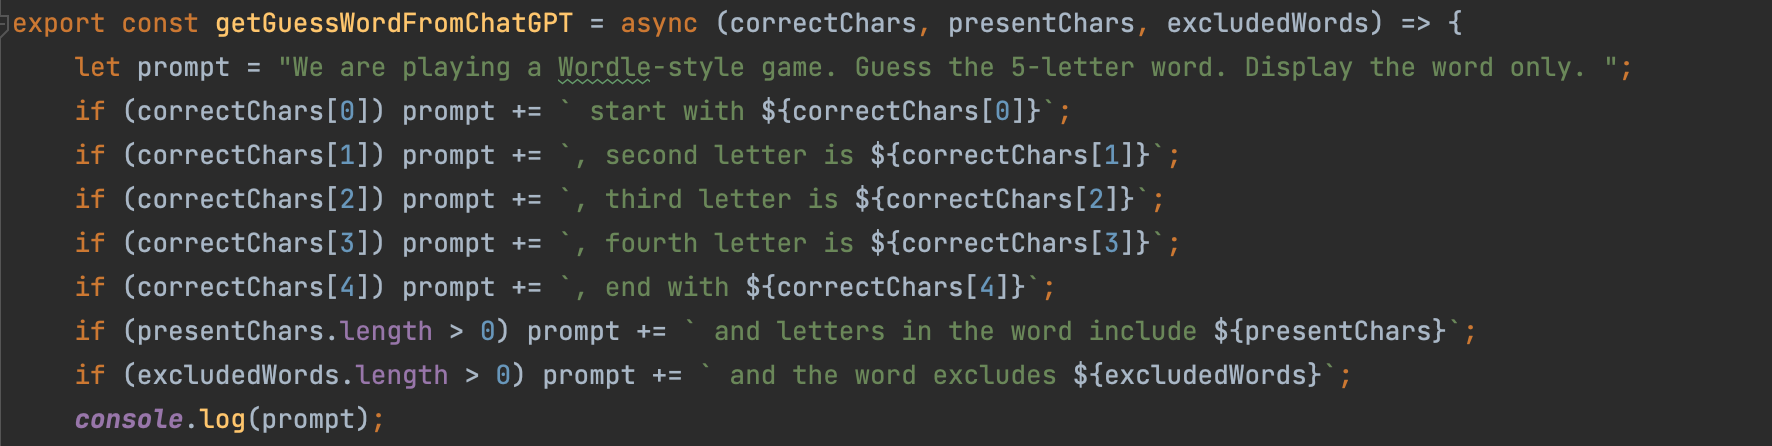 export const getGuessWordFromChatGPT = async (correctChars, presentChars, excludedWords) => {
    let prompt = "We are playing a Wordle-style game. Guess the 5-letter word. Display the word only. ";
    if (correctChars[0]) prompt += ` start with ${correctChars[0]}`;
    if (correctChars[1]) prompt += `, second letter is ${correctChars[1]}`;
    if (correctChars[2]) prompt += `, third letter is ${correctChars[2]}`;
    if (correctChars[3]) prompt += `, fourth letter is ${correctChars[3]}`;
    if (correctChars[4]) prompt += `, end with ${correctChars[4]}`;
    if (presentChars.length > 0) prompt += ` and letters in the word include ${presentChars}`;
    if (excludedWords.length > 0) prompt += ` and the word excludes ${excludedWords}`;
    console.log(prompt);